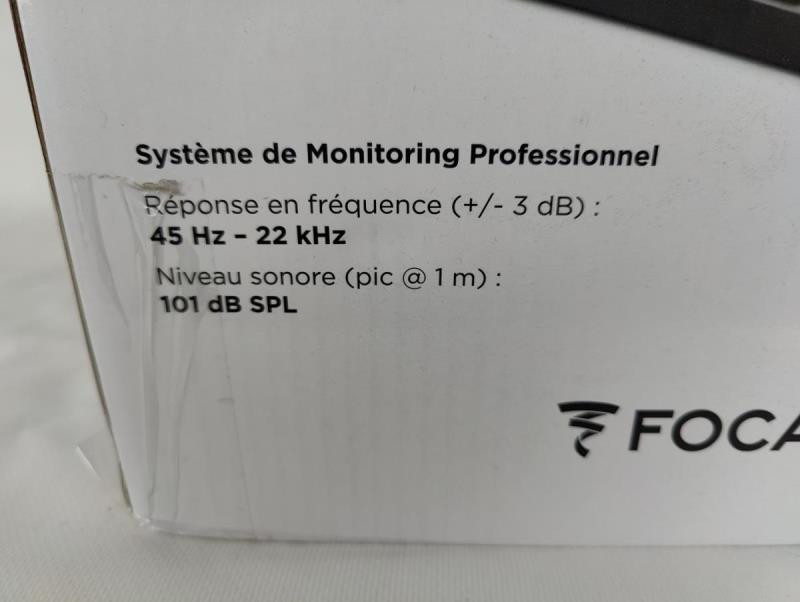 Système de Monitoring Professionnel
Réponse en fréquence (+/- 3 dB) :
45 Hz – 22 kHz
Niveau sonore (pic @ 1 m) :
101 dB SPL
FOCA